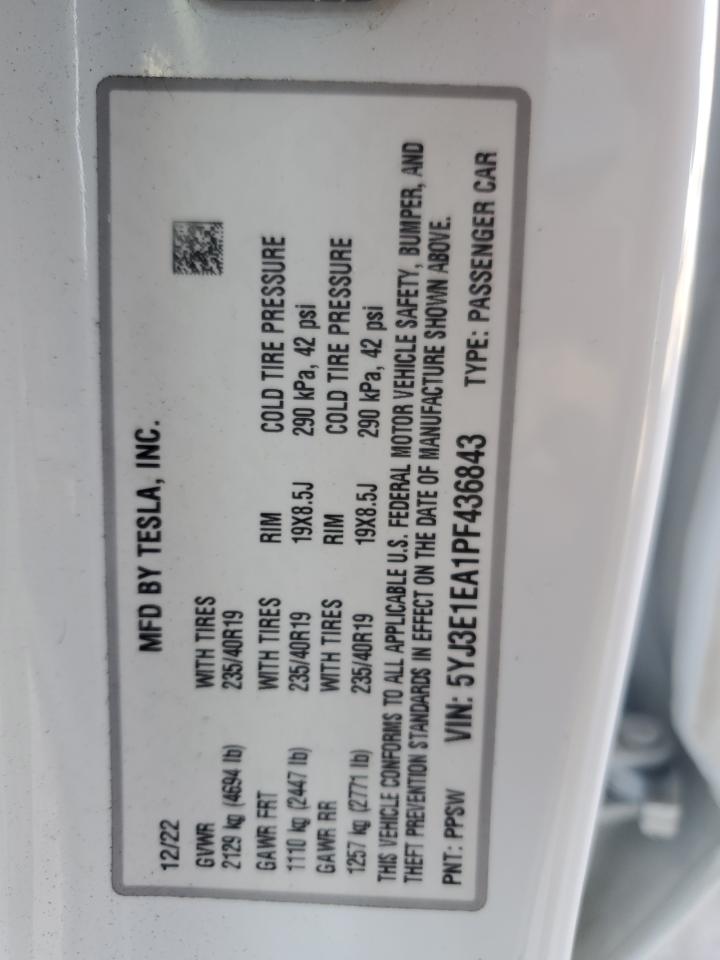 MFD BY TESLA, INC.
12/22
GVWR WITH TIRES
2129 kg (4694 lb) 235/40R19
GAWR FRT WITH TIRES RIM COLD TIRE PRESSURE
1110 kg (2447 lb) 235/40R19 19X8.5J 290 kPa, 42 psi
GAWR RR WITH TIRES RIM COLD TIRE PRESSURE
1257 kg (2771 lb) 235/40R19 19X8.5J 290 kPa, 42 psi
THIS VEHICLE CONFORMS TO ALL APPLICABLE U.S. FEDERAL MOTOR VEHICLE SAFETY, BUMPER, AND
THEFT PREVENTION STANDARDS IN EFFECT ON THE DATE OF MANUFACTURE SHOWN ABOVE.
PNT: PPSW VIN: 5YJ3E1EA1PF436843 TYPE: PASSENGER CAR